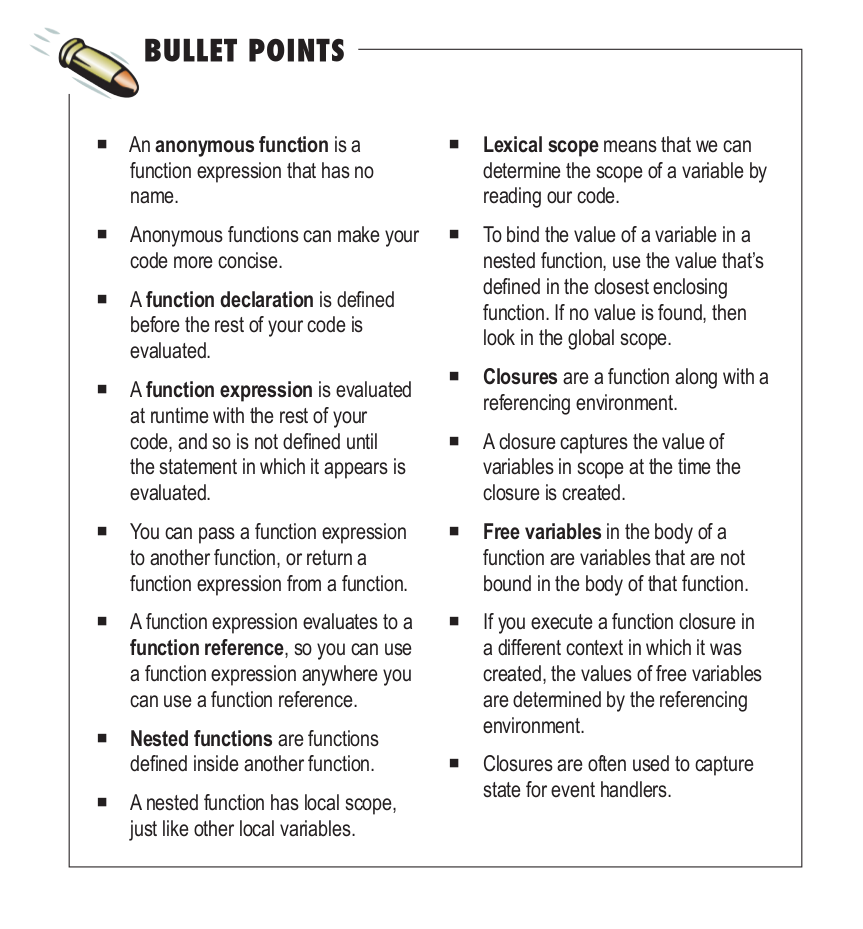 BULLET POINTS
■ An anonymous function is a
function expression that has no
name.
■ Anonymous functions can make your
code more concise.
■ A function declaration is defined
before the rest of your code is
evaluated.
■ A function expression is evaluated
at runtime with the rest of your
code, and so is not defined until
the statement in which it appears is
evaluated.
■ You can pass a function expression
to another function, or return a
function expression from a function.
■ A function expression evaluates to a
function reference, so you can use
a function expression anywhere you
can use a function reference.
■ Nested functions are functions
defined inside another function.
■ A nested function has local scope,
just like other local variables.
■ Lexical scope means that we can
determine the scope of a variable by
reading our code.
■ To bind the value of a variable in a
nested function, use the value that's
defined in the closest enclosing
function. If no value is found, then
look in the global scope.
■ Closures are a function along with a
referencing environment.
■ A closure captures the value of
variables in scope at the time the
closure is created.
■ Free variables in the body of a
function are variables that are not
bound in the body of that function.
■ If you execute a function closure in
a different context in which it was
created, the values of free variables
are determined by the referencing
environment.
■ Closures are often used to capture
state for event handlers.